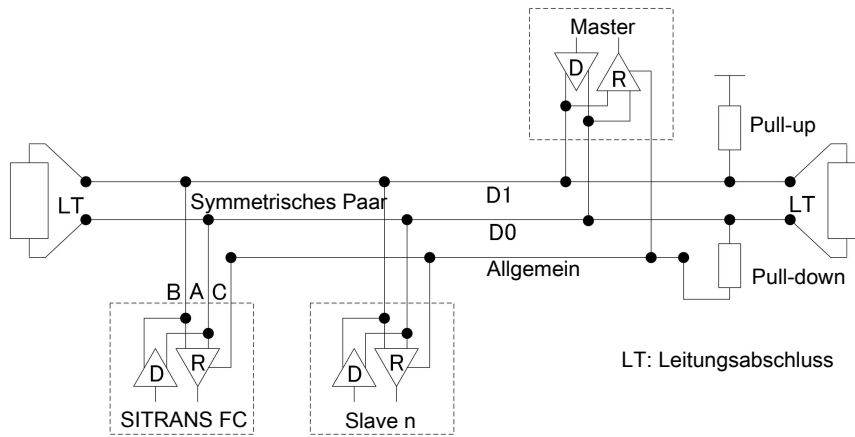 Master
D
R
Pull-up
LT
Symmetrisches Paar
D1
LT
D0
Allgemein
Pull-down
B A C
D
R
D
R
LT: Leitungsabschluss
SITRANS FC
Slave n